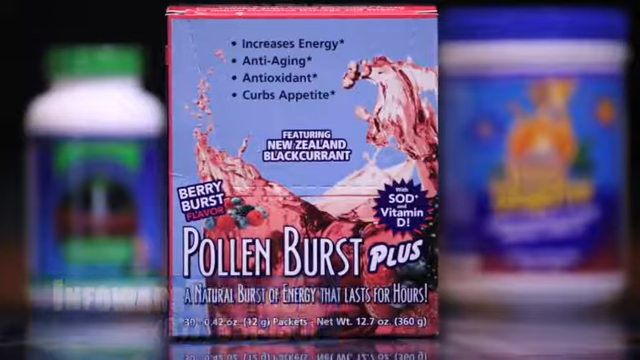 • Increases Energy*
• Anti-Aging*
• Antioxidant*
• Curbs Appetite*
FEATURING
NEW ZEALAND
BLACKCURRANT
BERRY
BURST
FLAVOR
With
SOD*
and
Vitamin
D!
POLLEN BURST PLUS
A NATURAL BURST OF ENERGY THAT LASTS FOR HOURS!
30 - 0.42 oz. (12 g) Packets - Net Wt. 12.7 oz. (360 g)